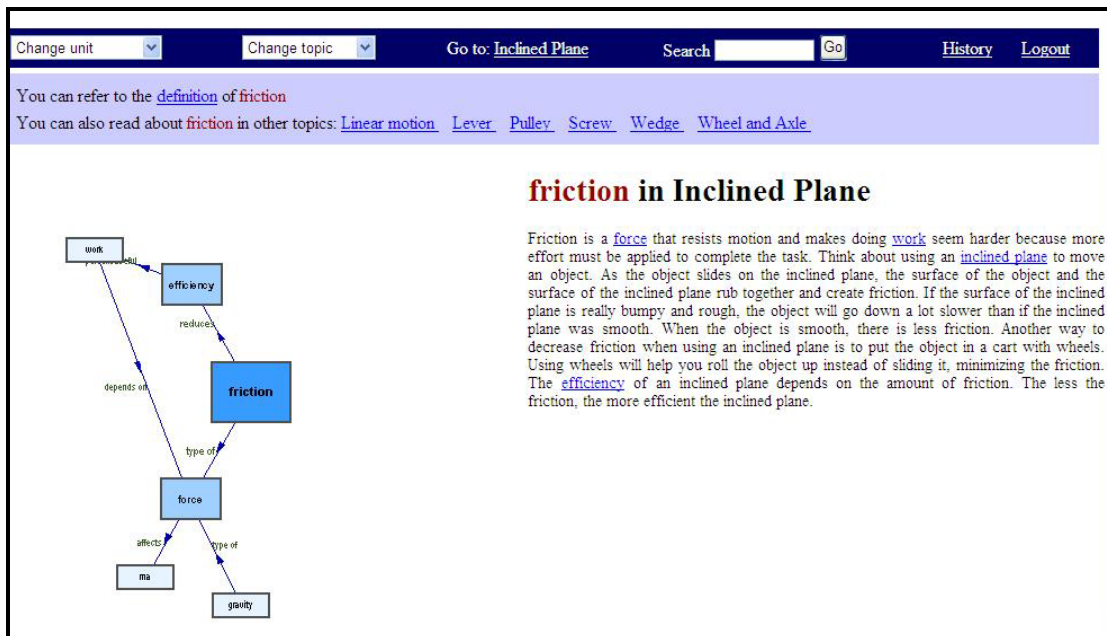 Change unit Change topic Go to: Inclined Plane Search Go History Logout
You can refer to the definition of friction
You can also read about friction in other topics: Linear motion Lever Pulley Screw Wedge Wheel and Axle
friction in Inclined Plane
Friction is a force that resists motion and makes doing work seem harder because more
effort must be applied to complete the task. Think about using an inclined plane to move
an object. As the object slides on the inclined plane, the surface of the object and the
surface of the inclined plane rub together and create friction. If the surface of the inclined
plane is really bumpy and rough, the object will go down a lot slower than if the inclined
plane was smooth. When the object is smooth, there is less friction. Another way to
decrease friction when using an inclined plane is to put the object in a cart with wheels.
Using wheels will help you roll the object up instead of sliding it, minimizing the friction.
The efficiency of an inclined plane depends on the amount of friction. The less the
friction, the more efficient the inclined plane.
work
efficiency
reduces
friction
depends on
type of
force
affects
type of
ma
gravity